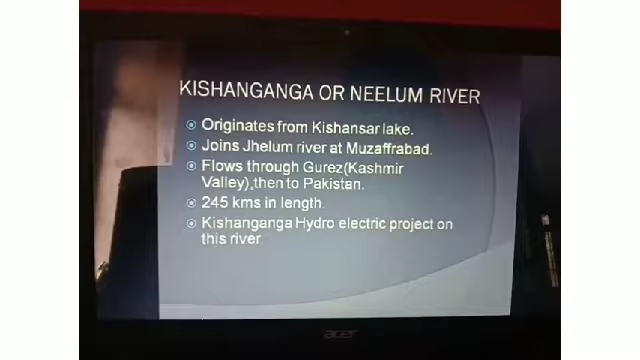 KISHANGANGA OR NEELUM RIVER
Originates from Kishansar lake.
Joins Jhelum river at Muzaffrabad.
Flows through Gurez(Kashmir
Valley),then to Pakistan.
245 kms in length.
Kishanganga Hydro electric project on
this river.
acer